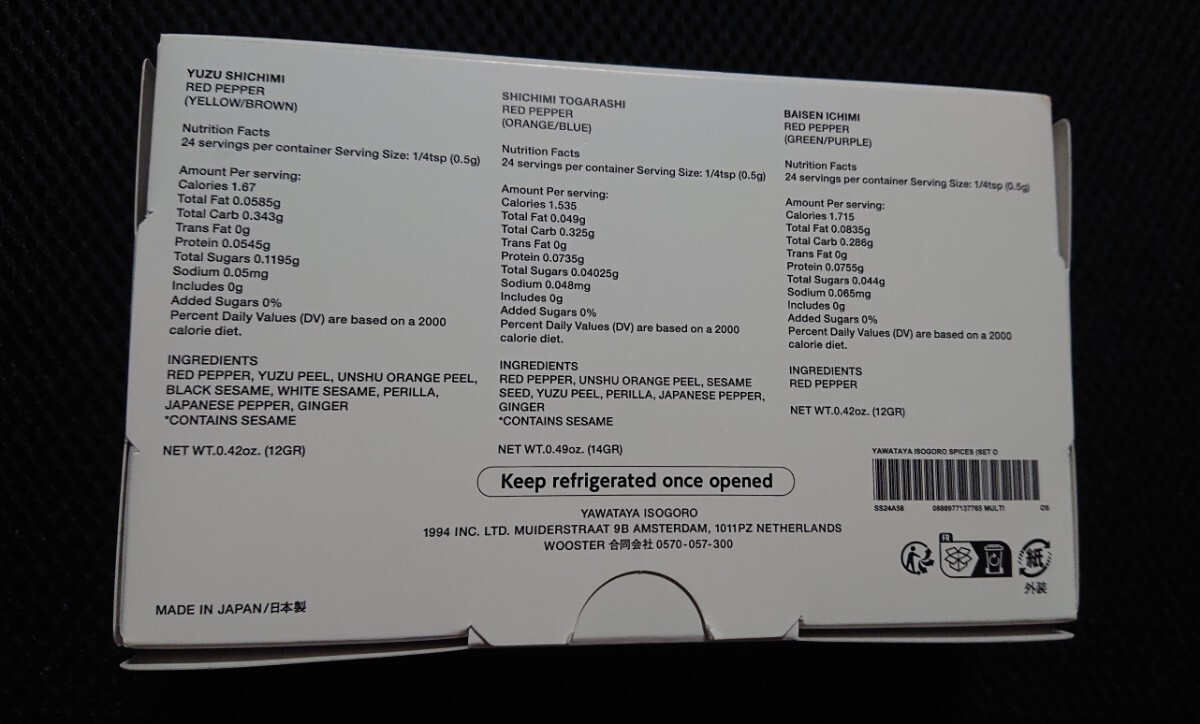 YUZU SHICHIMI
RED PEPPER
(YELLOW/BROWN)
Nutrition Facts
24 servings per container Serving Size: 1/4tsp (0.5g)
Amount Per serving:
Calories 1.67
Total Fat 0.0585g
Total Carb 0.343g
Trans Fat 0g
Protein 0.0545g
Total Sugars 0.1195g
Sodium 0.05mg
Includes 0g
Added Sugars 0%
Percent Daily Values (DV) are based on a 2000
calorie diet.
INGREDIENTS
RED PEPPER, YUZU PEEL, UNSHU ORANGE PEEL,
BLACK SESAME, WHITE SESAME, PERILLA,
JAPANESE PEPPER, GINGER
*CONTAINS SESAME
NET WT.0.42oz. (12GR)
SHICHIMI TOGARASHI
RED PEPPER
(ORANGE/BLUE)
Nutrition Facts
24 servings per container Serving Size: 1/4tsp (0.5g)
Amount Per serving:
Calories 1.535
Total Fat 0.049g
Total Carb 0.325g
Trans Fat 0g
Protein 0.0735g
Total Sugars 0.04025g
Sodium 0.048mg
Includes 0g
Added Sugars 0%
Percent Daily Values (DV) are based on a 2000
calorie diet.
INGREDIENTS
RED PEPPER, UNSHU ORANGE PEEL, SESAME
SEED, YUZU PEEL, PERILLA, JAPANESE PEPPER,
GINGER
*CONTAINS SESAME
NET WT.0.49oz. (14GR)
BAISEN ICHIMI
RED PEPPER
(GREEN/PURPLE)
Nutrition Facts
24 servings per container Serving Size: 1/4tsp (0.5g)
Amount Per serving:
Calories 1.715
Total Fat 0.0835g
Total Carb 0.286g
Trans Fat 0g
Protein 0.0755g
Total Sugars 0.044g
Sodium 0.065mg
Includes 0g
Added Sugars 0%
Percent Daily Values (DV) are based on a 2000
calorie diet.
INGREDIENTS
RED PEPPER
NET WT.0.42oz. (12GR)
YAWATAYA ISOGORO SPICES (SET O
SS24A58 0888977137765 MULTI OS
Keep refrigerated once opened
YAWATAYA ISOGORO
1994 INC. LTD. MUIDERSTRAAT 9B AMSTERDAM, 1011PZ NETHERLANDS
WOOSTER 合同会社 0570-057-300
FR
紙
外装
MADE IN JAPAN/日本製